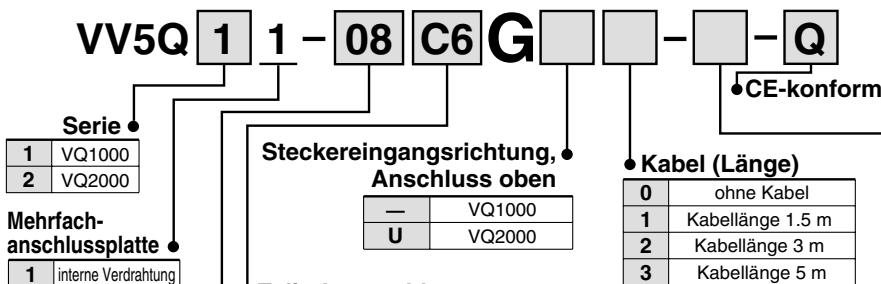 VV5Q 1 1 – 08 C6 G – – Q
CE-konform
Serie
1 VQ1000
2 VQ2000
Mehrfach-
anschlussplatte
1 interne Verdrahtung
Steckereingangsrichtung,
Anschluss oben
— VQ1000
U VQ2000
Kabel (Länge)
0 ohne Kabel
1 Kabellänge 1.5 m
2 Kabellänge 3 m
3 Kabellänge 5 m